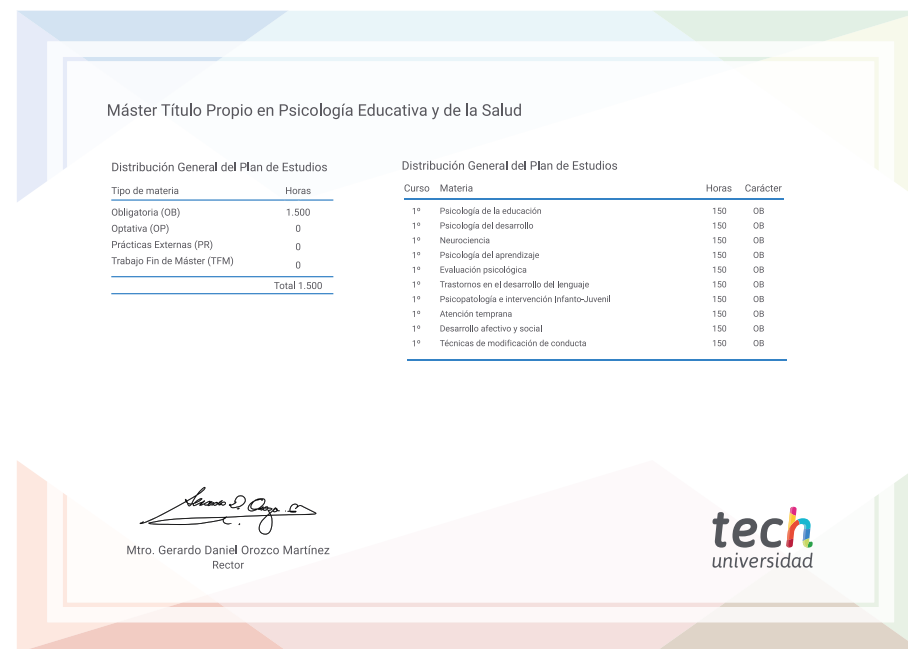 Máster Título Propio en Psicología Educativa y de la Salud
Distribución General del Plan de Estudios
Tipo de materia Horas
Obligatoria (OB) 1.500
Optativa (OP) 0
Prácticas Externas (PR) 0
Trabajo Fin de Máster (TFM) 0
Total 1.500
Distribución General del Plan de Estudios
Curso Materia Horas Carácter
1º Psicología de la educación 150 OB
1º Psicología del desarrollo 150 OB
1º Neurociencia 150 OB
1º Psicología del aprendizaje 150 OB
1º Evaluación psicológica 150 OB
1º Trastornos en el desarrollo del lenguaje 150 OB
1º Psicopatología e intervención Infanto-Juvenil 150 OB
1º Atención temprana 150 OB
1º Desarrollo afectivo y social 150 OB
1º Técnicas de modificación de conducta 150 OB
Mtro. Gerardo Daniel Orozco Martínez
Rector
tech
universidad